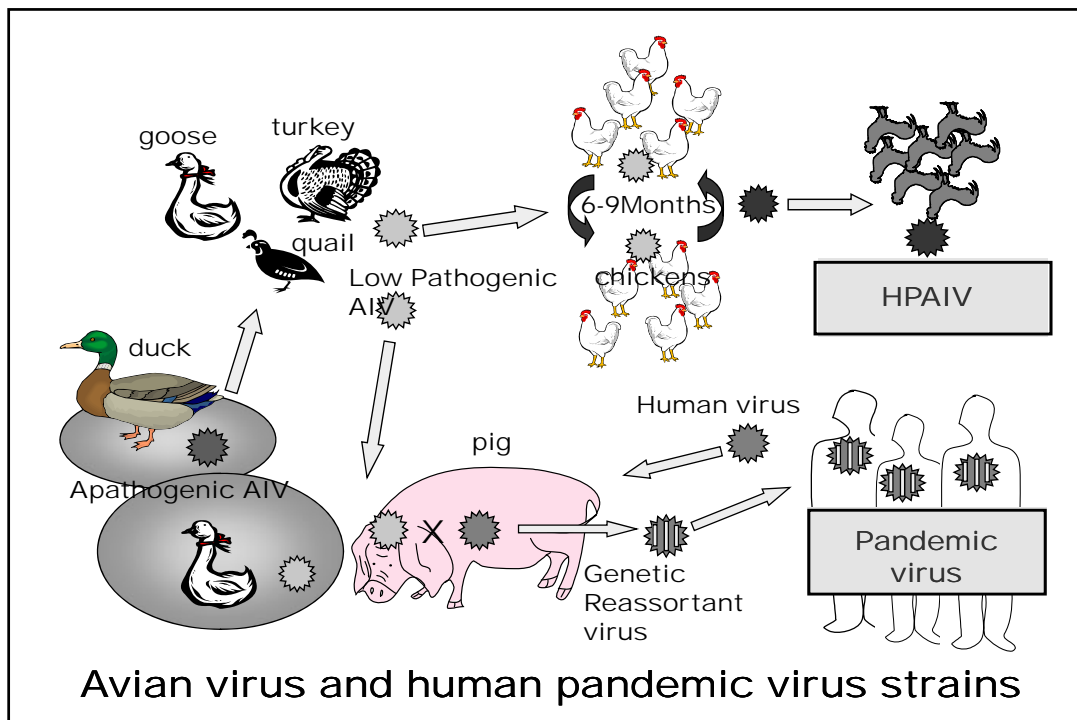 goose
turkey
quail
Low Pathogenic
AIV
6-9Months
chickens
HPAIV
duck
Apathogenic AIV
pig
X
Human virus
Genetic
Reassortant
virus
Pandemic
virus
Avian virus and human pandemic virus strains